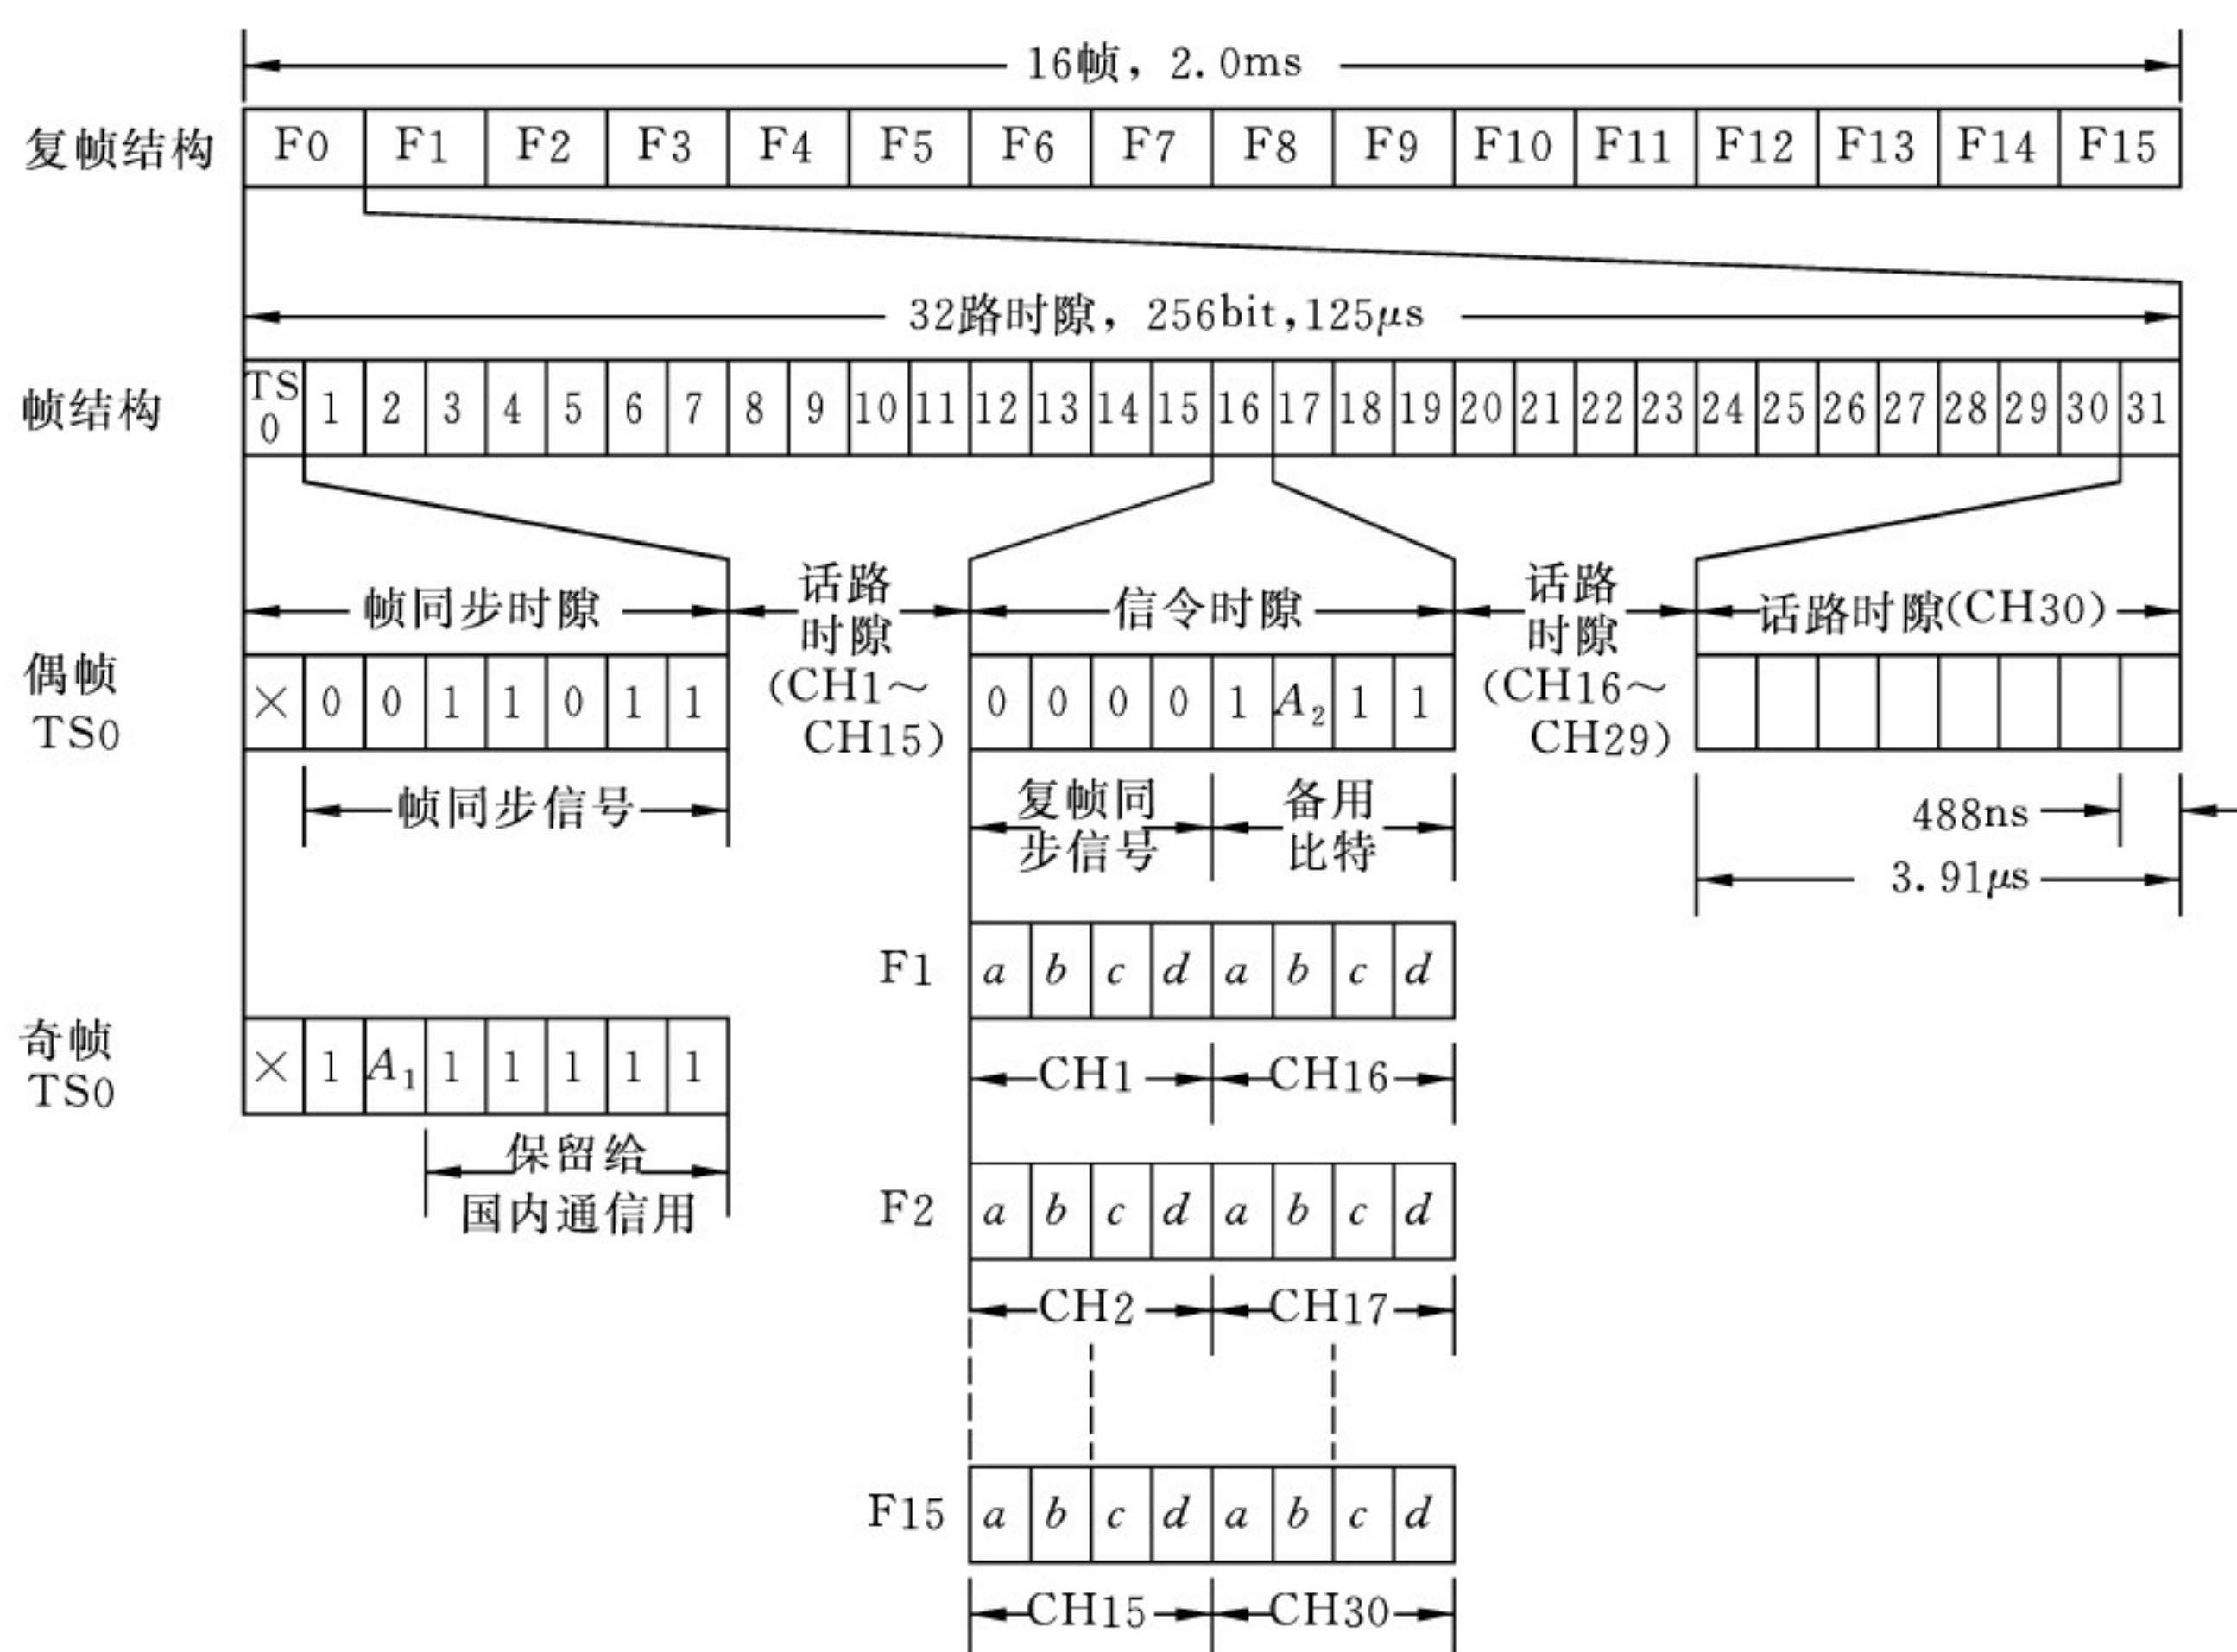 16帧，2.0ms
复帧结构 F0 F1 F2 F3 F4 F5 F6 F7 F8 F9 F10 F11 F12 F13 F14 F15
32路时隙，256bit,125μs
帧结构 TS0 1 2 3 4 5 6 7 8 9 10 11 12 13 14 15 16 17 18 19 20 21 22 23 24 25 26 27 28 29 30 31
帧同步时隙 话路时隙(CH1～CH15) 信令时隙 话路时隙(CH16～CH29) 话路时隙(CH30)
偶帧TS0 × 0 0 1 1 0 1 1 0 0 0 0 1 A₂ 1 1
帧同步信号 复帧同步信号 备用比特 488ns
3.91μs
F1 a b c d a b c d
奇帧TS0 × 1 A₁ 1 1 1 1 1 CH1 CH16
保留给
国内通信用
F2 a b c d a b c d
CH2 CH17
F15 a b c d a b c d
CH15 CH30